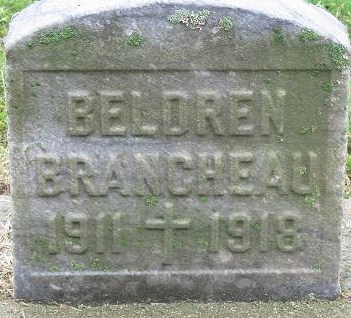 BELDREN
BRANCHEAU
1911 ✝ 1918